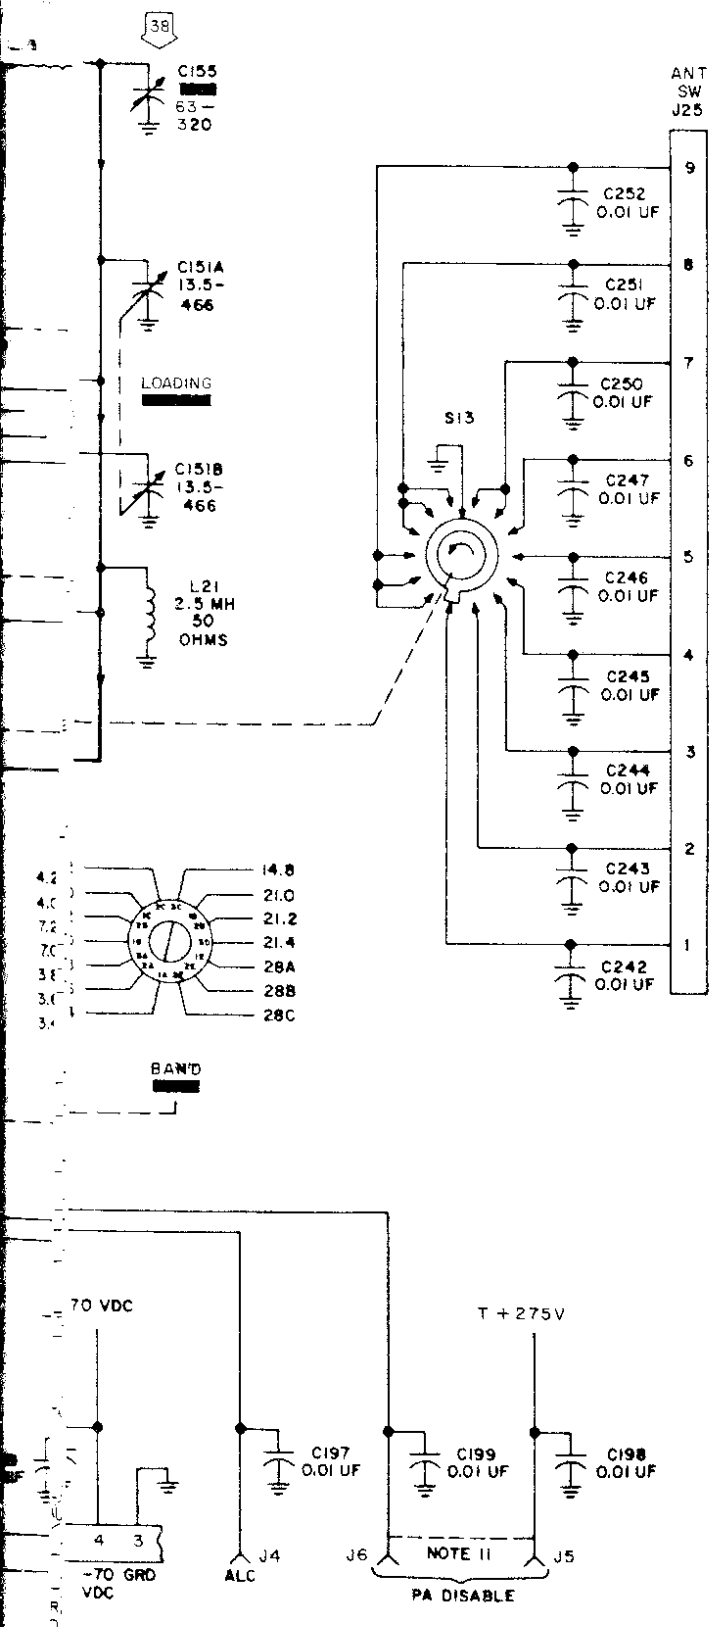 38
C155
63-
320
ANT
SW
J25
9
C252
0.01 UF
C151A
13.5-
466
8
C251
0.01 UF
7
LOADING
C250
0.01 UF
S13
6
C151B
13.5-
466
C247
0.01 UF
5
L21
2.5 MH
50
OHMS
C246
0.01 UF
4
C245
0.01 UF
3
C244
0.01 UF
2
14.8
21.0
21.2
21.4
28A
28B
28C
C243
0.01 UF
1
C242
0.01 UF
BAND
70 VDC
T +275V
C197
0.01 UF
C199
0.01 UF
C198
0.01 UF
4 3
-70 GRD
VDC
J4
ALC
J6
NOTE 11
J5
PA DISABLE